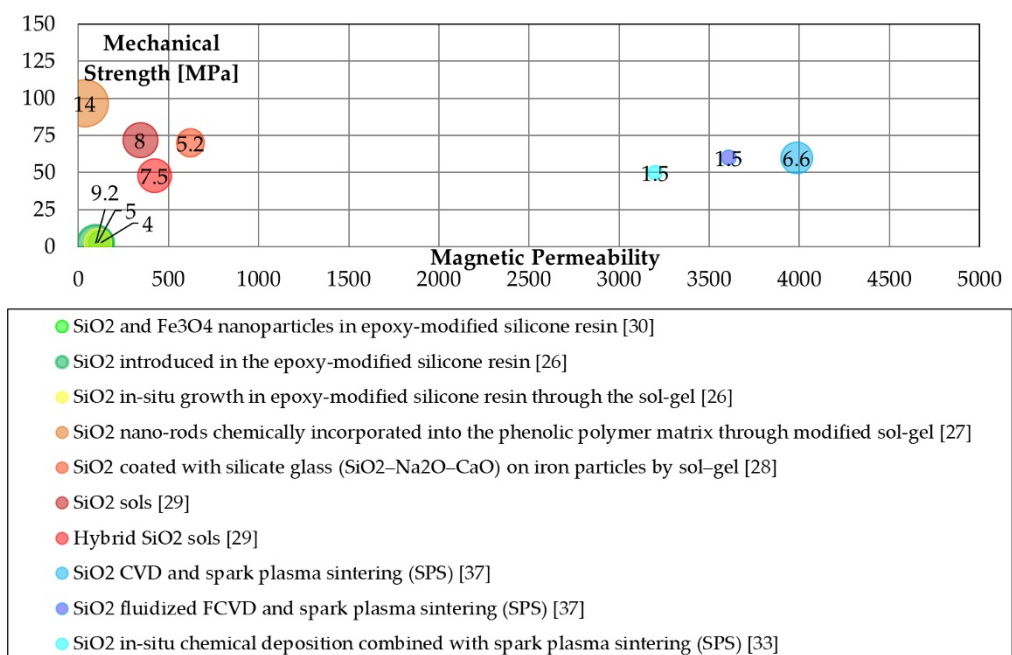 150
Mechanical
125
Strength [MPa]
100
14
75
8
5.2
1.5
6.6
50
7.5
1.5
9.2
25
5
4
0
Magnetic Permeability
0 500 1000 1500 2000 2500 3000 3500 4000 4500 5000
SiO2 and Fe3O4 nanoparticles in epoxy-modified silicone resin [30]
SiO2 introduced in the epoxy-modified silicone resin [26]
SiO2 in-situ growth in epoxy-modified silicone resin through the sol-gel [26]
SiO2 nano-rods chemically incorporated into the phenolic polymer matrix through modified sol-gel [27]
SiO2 coated with silicate glass (SiO2–Na2O–CaO) on iron particles by sol–gel [28]
SiO2 sols [29]
Hybrid SiO2 sols [29]
SiO2 CVD and spark plasma sintering (SPS) [37]
SiO2 fluidized FCVD and spark plasma sintering (SPS) [37]
SiO2 in-situ chemical deposition combined with spark plasma sintering (SPS) [33]